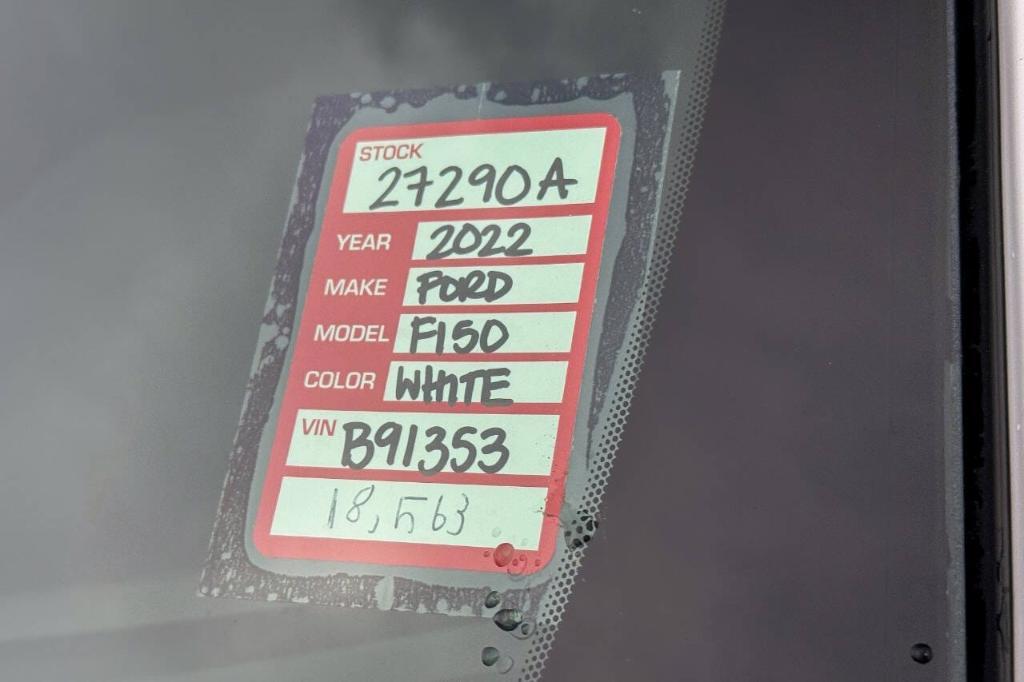 STOCK
27290A
YEAR 2022
MAKE FORD
MODEL F150
COLOR WHITE
VIN B91353
18,563